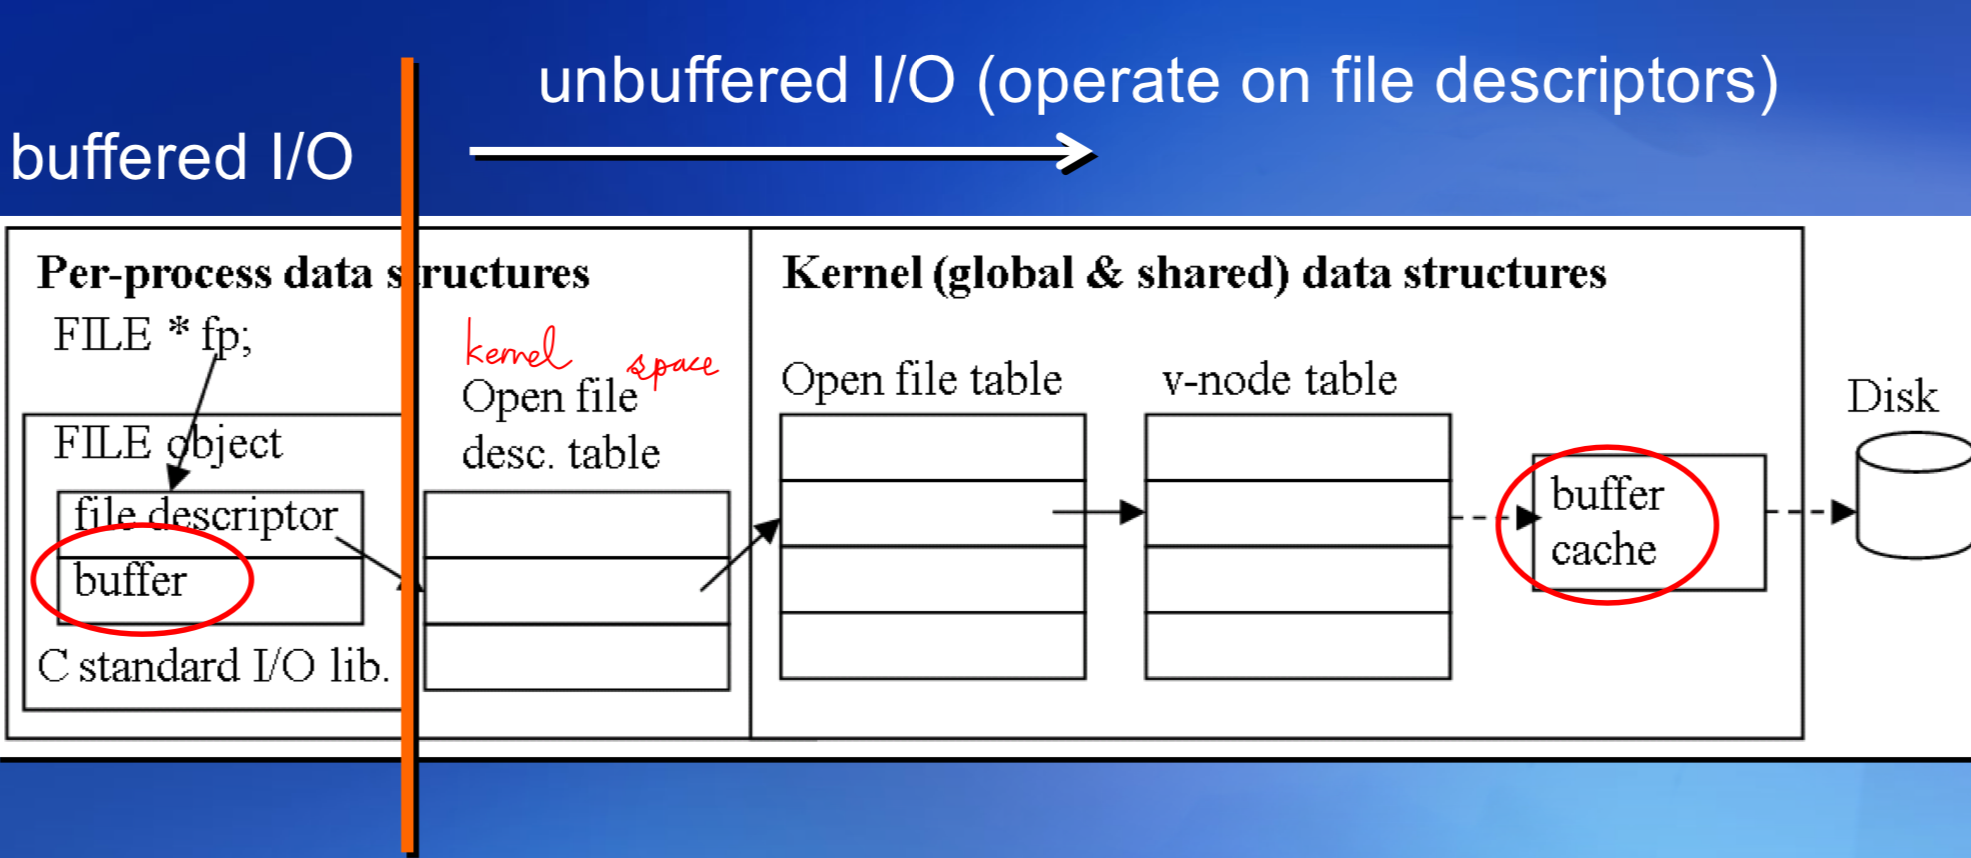 unbuffered I/O (operate on file descriptors)
buffered I/O
Per-process data structures
Kernel (global & shared) data structures
FILE * fp;
kernel space
Open file
desc. table
Open file table
v-node table
Disk
FILE object
file descriptor
buffer
C standard I/O lib.
buffer
cache